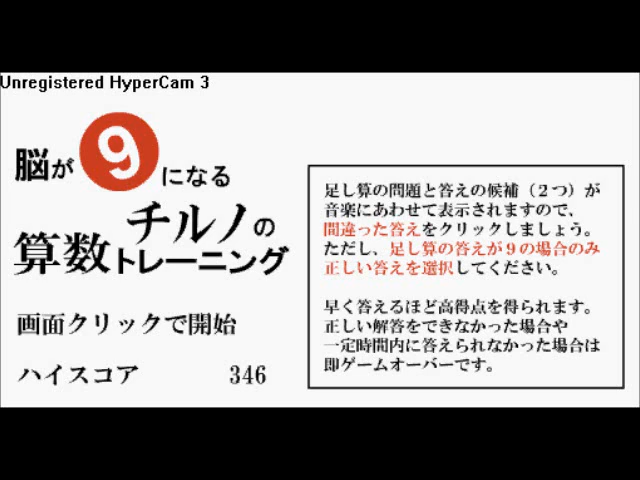 Unregistered HyperCam 3
脳が9になる
チルノの
算数トレーニング
画面クリックで開始
ハイスコア 346
足し算の問題と答えの候補（２つ）が
音楽にあわせて表示されますので、
間違った答えをクリックしましょう。
ただし、足し算の答えが９の場合のみ
正しい答えを選択してください。
早く答えるほど高得点を得られます。
正しい解答をできなかった場合や
一定時間内に答えられなかった場合は
即ゲームオーバーです。